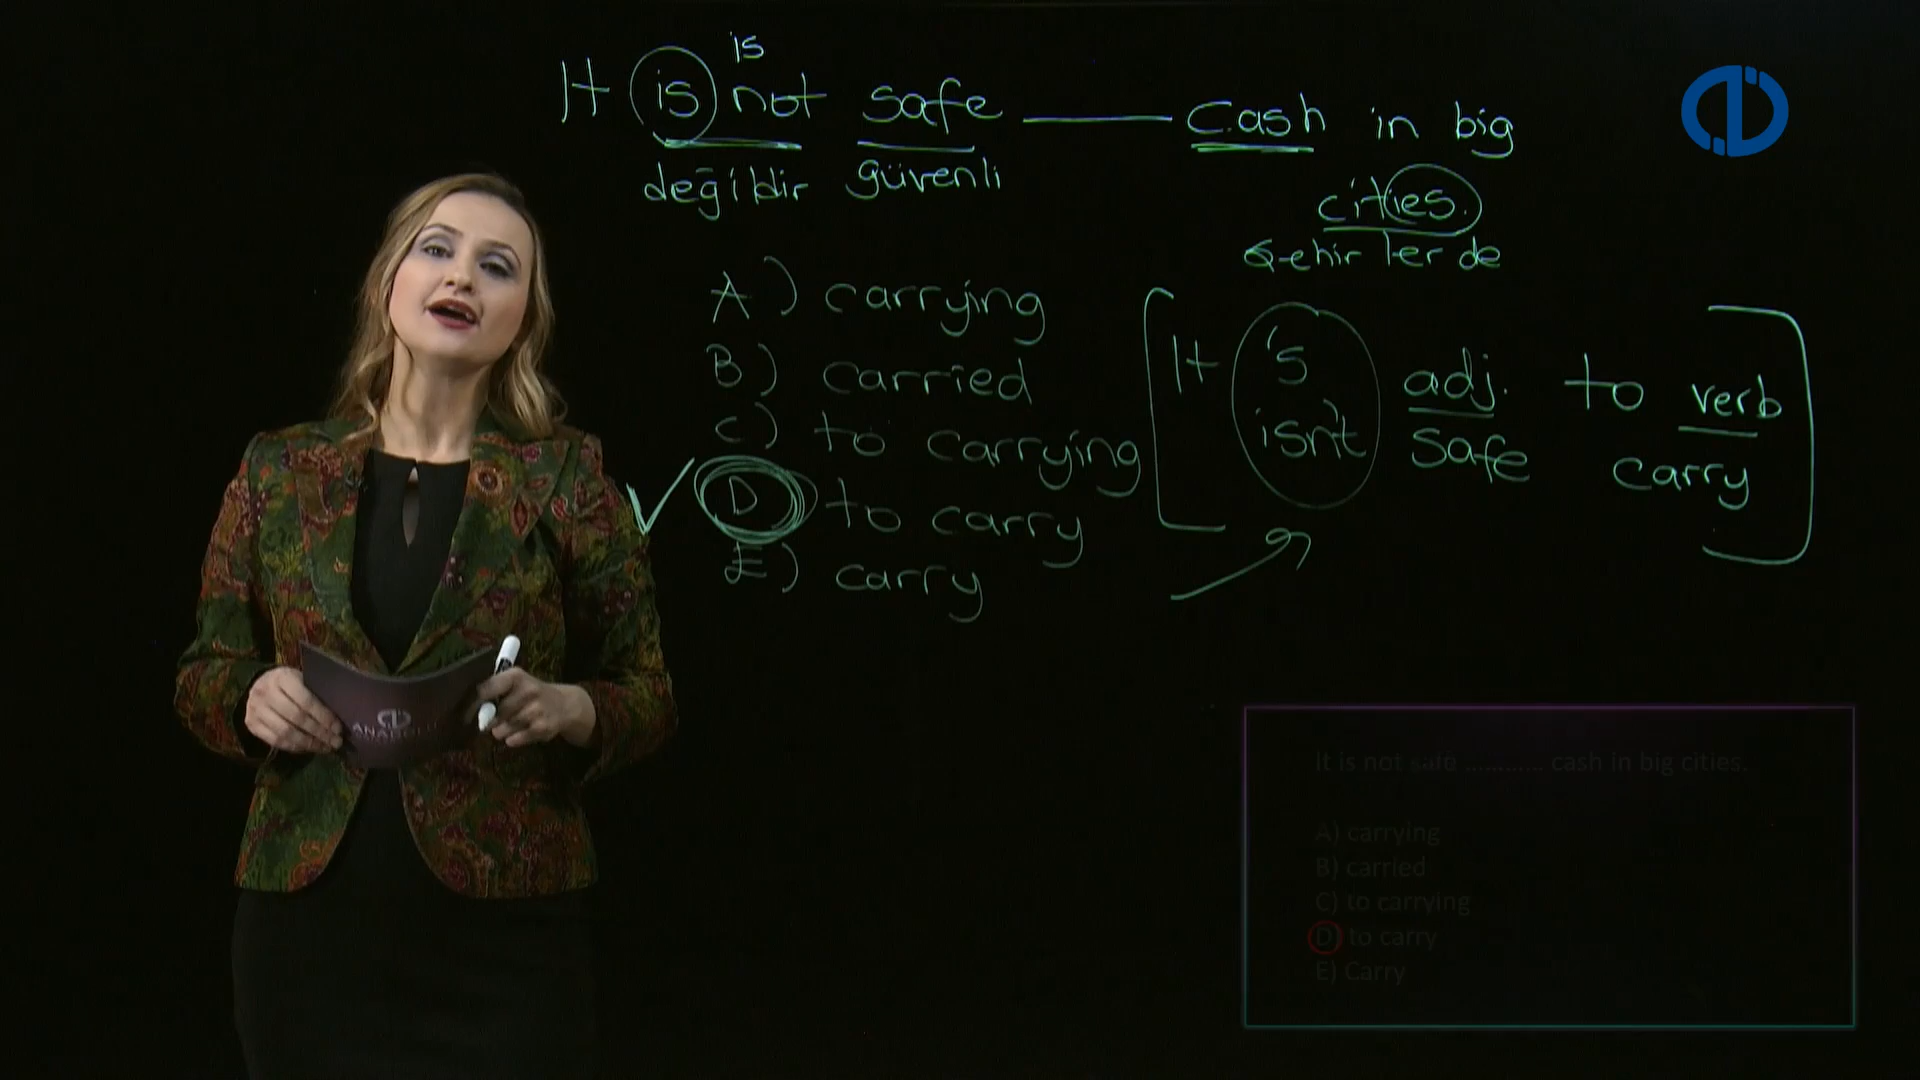 is
It is not safe ____ cash in big
cities.
değildir güvenli
şehirlerde
A) carrying
B) carried
C) to carrying
D to carry
E) carry
It 's adj. to verb
isn't safe carry
It is not safe ............ cash in big cities.
A) carrying
B) carried
C) to carrying
D) to carry
E) Carry